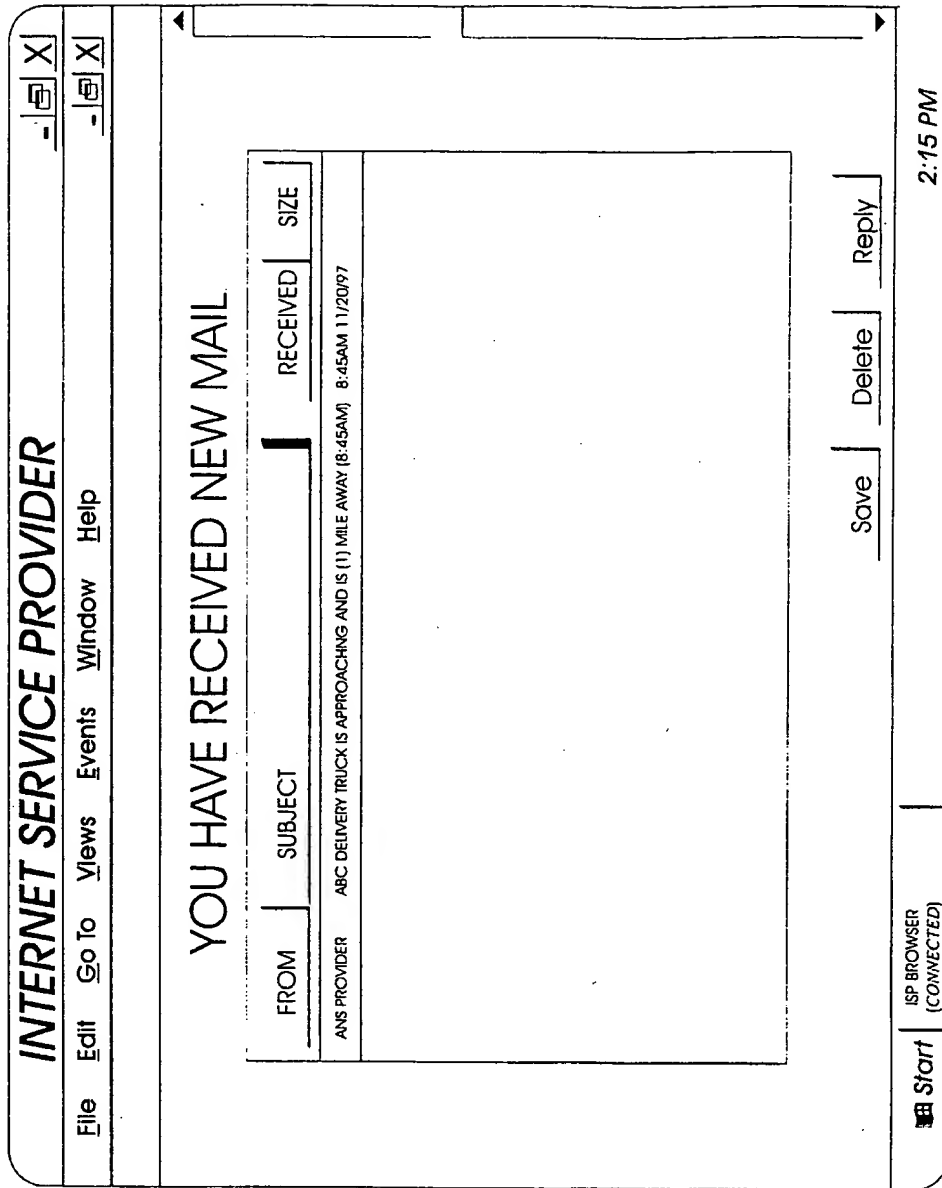 INTERNET SERVICE PROVIDER
File Edit Go To Views Events Window Help
YOU HAVE RECEIVED NEW MAIL
FROM SUBJECT RECEIVED SIZE
ANS PROVIDER ABC DELIVERY TRUCK IS APPROACHNG AND IS (1) MILE AWAY (8:45AM) 8:45AM 11/20/97
Save Delete Reply
Start ISP BROWSER 2:15 PM
(CONNECTED)